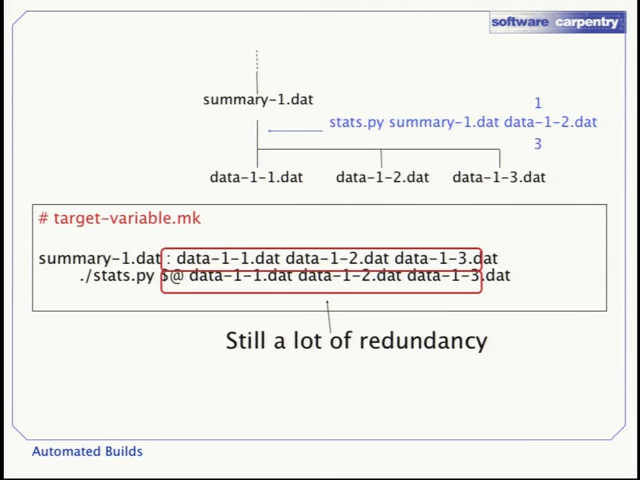 software carpentry
summary-1.dat
1
stats.py summary-1.dat data-1-2.dat
3
data-1-1.dat data-1-2.dat data-1-3.dat
# target-variable.mk
summary-1.dat : data-1-1.dat data-1-2.dat data-1-3.dat
./stats.py $@ data-1-1.dat data-1-2.dat data-1-3.dat
Still a lot of redundancy
Automated Builds